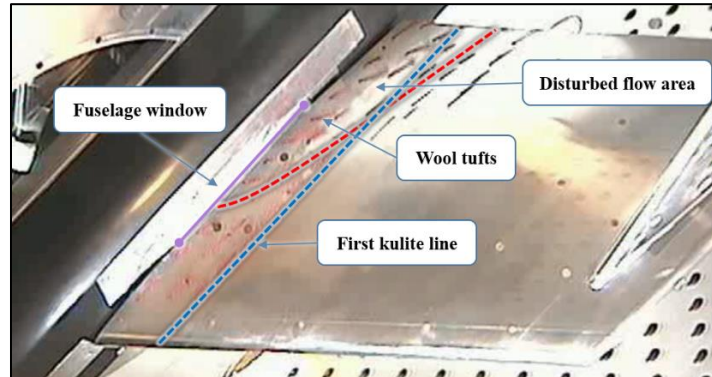 Disturbed flow area
Fuselage window
Wool tufts
First kulite line